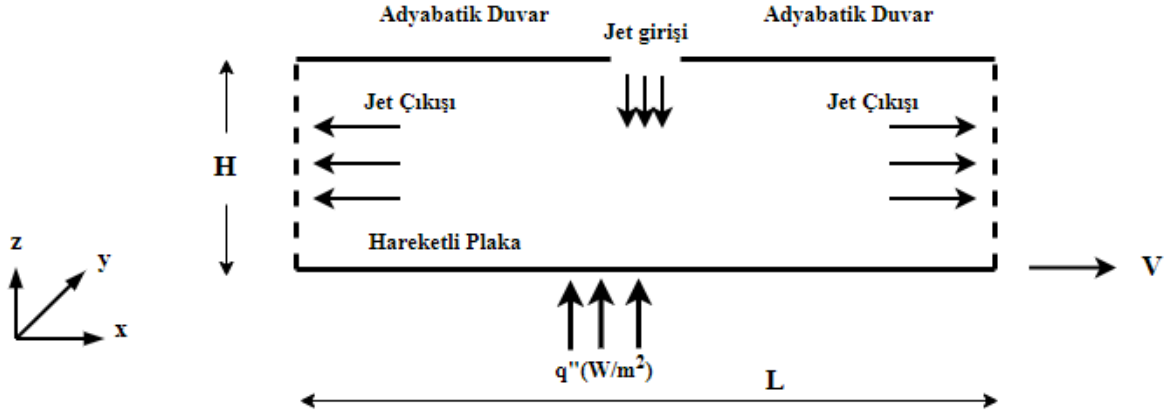 Adyabatik Duvar
Adyabatik Duvar
Jet girişi
Jet Çıkışı
Jet Çıkışı
H
Hareketli Plaka
z
y
x
V
q"(W/m²)
L